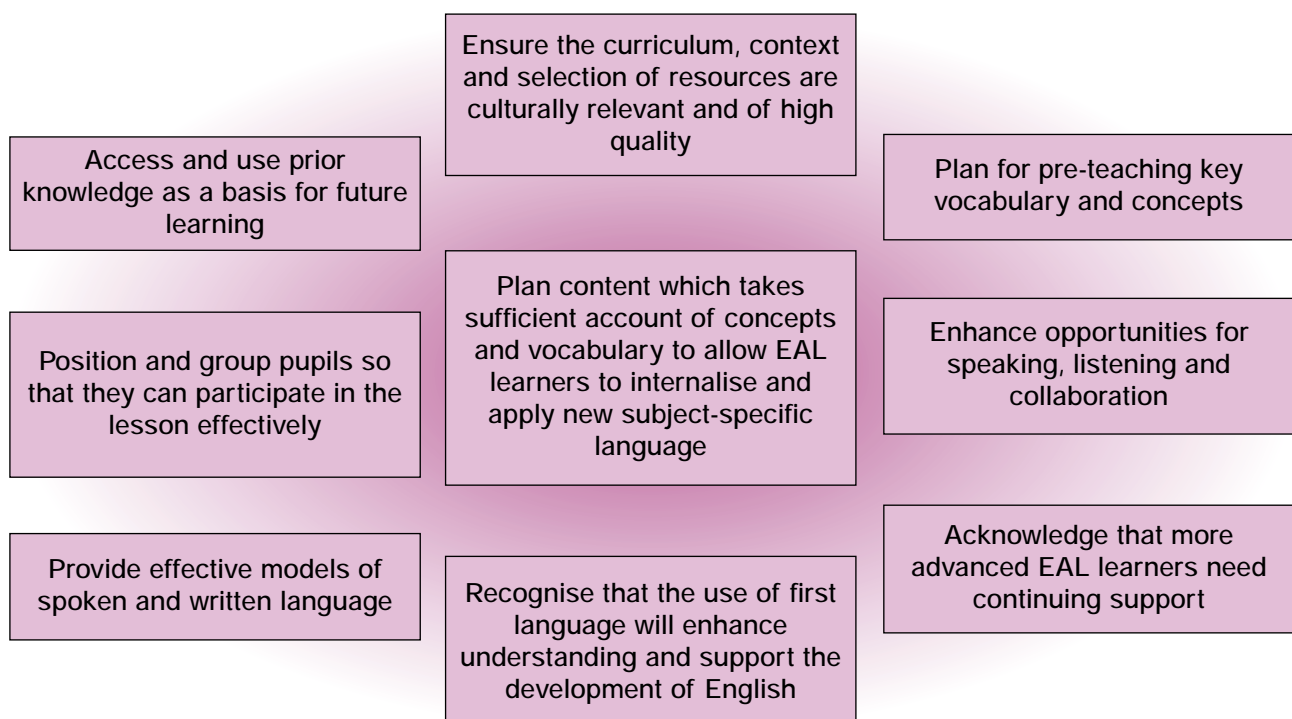 Ensure the curriculum, context
and selection of resources are
culturally relevant and of high
quality
Access and use prior
knowledge as a basis for future
learning
Plan for pre-teaching key
vocabulary and concepts
Plan content which takes
sufficient account of concepts
and vocabulary to allow EAL
learners to internalise and
apply new subject-specific
language
Position and group pupils so
that they can participate in the
lesson effectively
Enhance opportunities for
speaking, listening and
collaboration
Provide effective models of
spoken and written language
Recognise that the use of first
language will enhance
understanding and support the
development of English
Acknowledge that more
advanced EAL learners need
continuing support